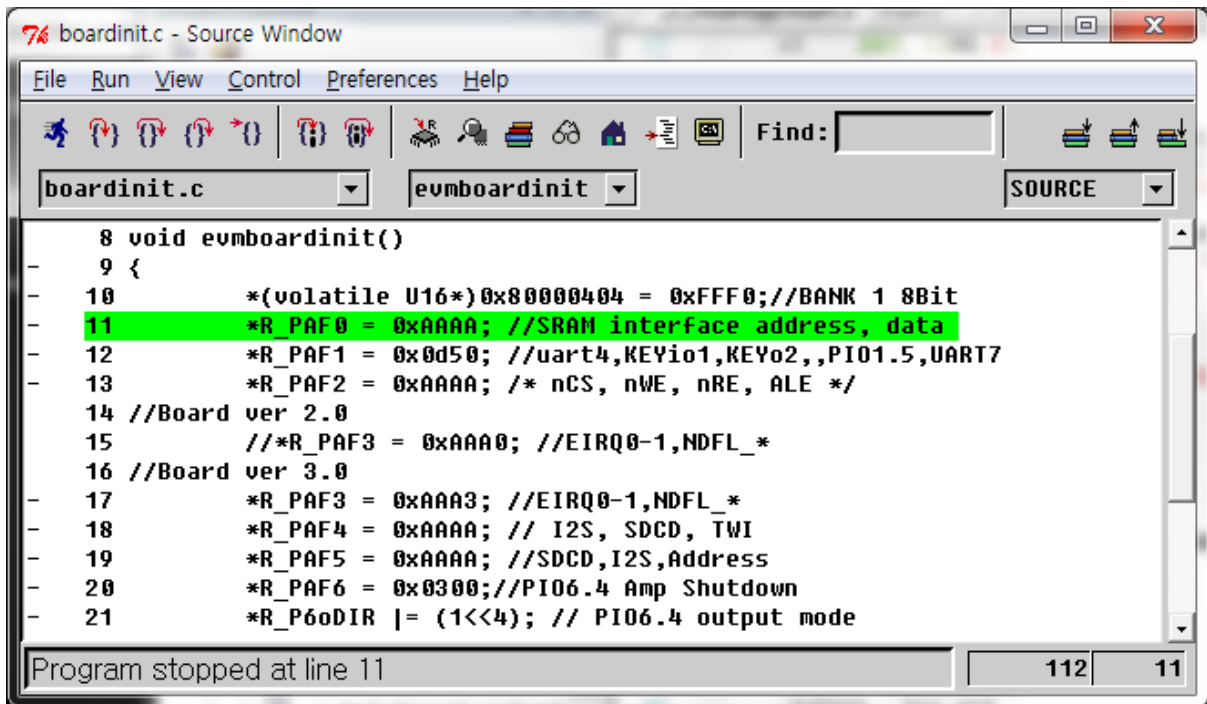 boardinit.c - Source Window
File Run View Control Preferences Help
Find:
boardinit.c evmboardinit SOURCE
8 void evmboardinit()
- 9 {
- 10 *(volatile U16*)0x80000404 = 0xFFF0;//BANK 1 8Bit
- 11 *R_PAF0 = 0xAAAA; //SRAM interface address, data
- 12 *R_PAF1 = 0x0d50; //uart4,KEYio1,KEYo2,,PIO1.5,UART7
- 13 *R_PAF2 = 0xAAAA; /* nCS, nWE, nRE, ALE */
14 //Board ver 2.0
15 //*R_PAF3 = 0xAAA0; //EIRQ0-1,NDFL_*
16 //Board ver 3.0
- 17 *R_PAF3 = 0xAAA3; //EIRQ0-1,NDFL_*
- 18 *R_PAF4 = 0xAAAA; // I2S, SDCD, TWI
- 19 *R_PAF5 = 0xAAAA; //SDCD,I2S,Address
- 20 *R_PAF6 = 0x0300;//PIO6.4 Amp Shutdown
- 21 *R_P6oDIR |= (1<<4); // PIO6.4 output mode
Program stopped at line 11 112 11